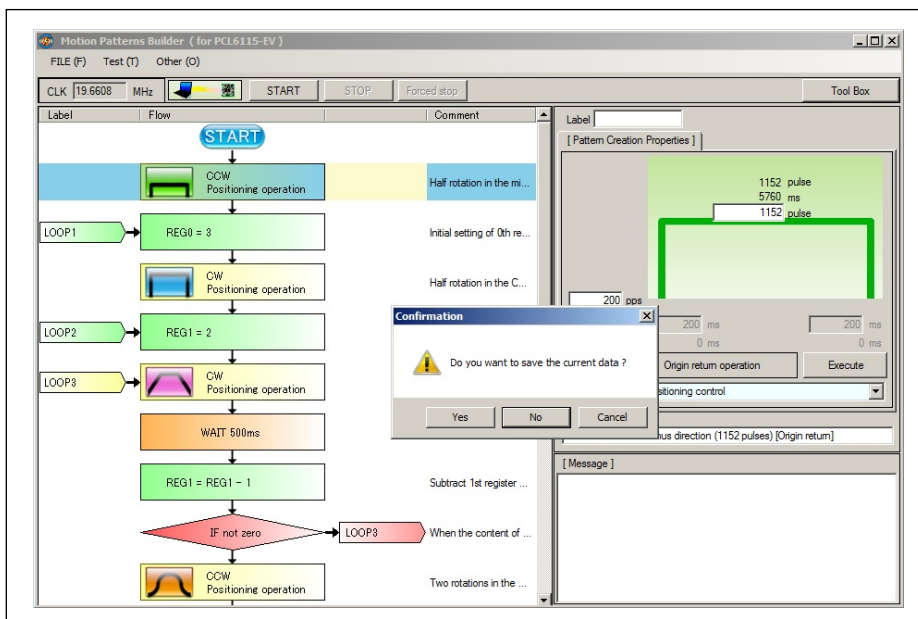 Motion Patterns Builder ( for PCL6115-EV )
FILE (F) Test (T) Other (O)
CLK 19.6608 MHz START STOP Forced stop Tool Box
Label Flow Comment
START
CCW
Positioning operation
Half rotation in the mi...
LOOP1 REG0 = 3 Initial setting of 0th re...
CW
Positioning operation
Half rotation in the C...
LOOP2 REG1 = 2
LOOP3 CW
Positioning operation
WAIT 500ms
REG1 = REG1 - 1 Subtract 1st register ...
IF not zero LOOP3 When the content of ...
CCW
Positioning operation
Two rotations in the ...
Label
[ Pattern Creation Properties ]
1152 pulse
5760 ms
1152 pulse
200 pps
200 ms 200 ms
0 ms 0 ms
Origin return operation Execute
sitioning control
nus direction (1152 pulses) [Origin return]
[ Message ]
Confirmation
Do you want to save the current data ?
Yes No Cancel